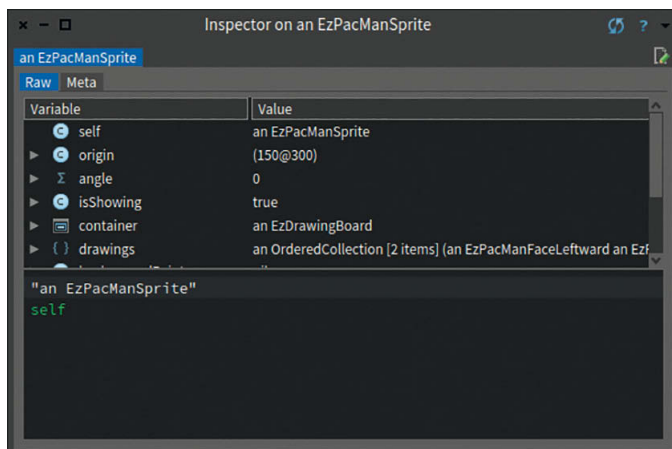 Inspector on an EzPacManSprite ?
an EzPacManSprite
Raw Meta
Variable Value
self an EzPacManSprite
origin (150@300)
Σ angle 0
isShowing true
container an EzDrawingBoard
{ } drawings an OrderedCollection [2 items] (an EzPacManFaceLeftward an EzF
"an EzPacManSprite"
self